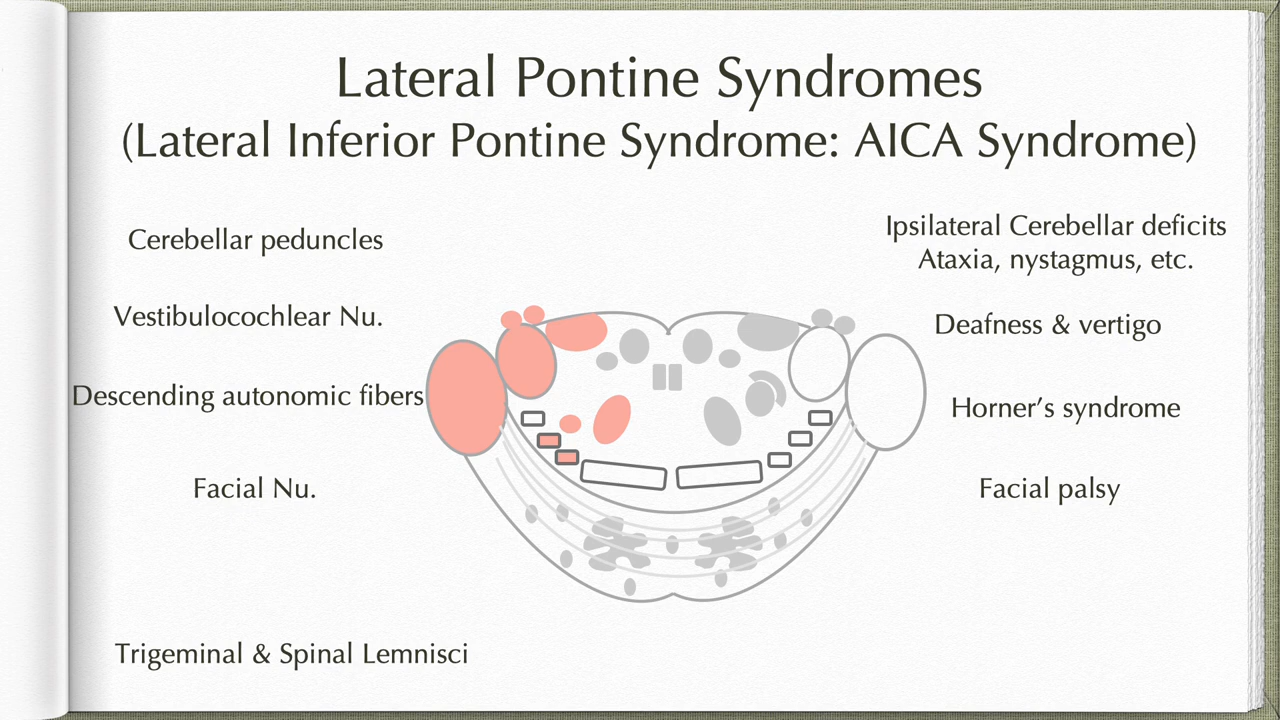 Lateral Pontine Syndromes
(Lateral Inferior Pontine Syndrome: AICA Syndrome)
Cerebellar peduncles
Ipsilateral Cerebellar deficits
Ataxia, nystagmus, etc.
Vestibulocochlear Nu.
Deafness & vertigo
Descending autonomic fibers
Horner’s syndrome
Facial Nu.
Facial palsy
Trigeminal & Spinal Lemnisci